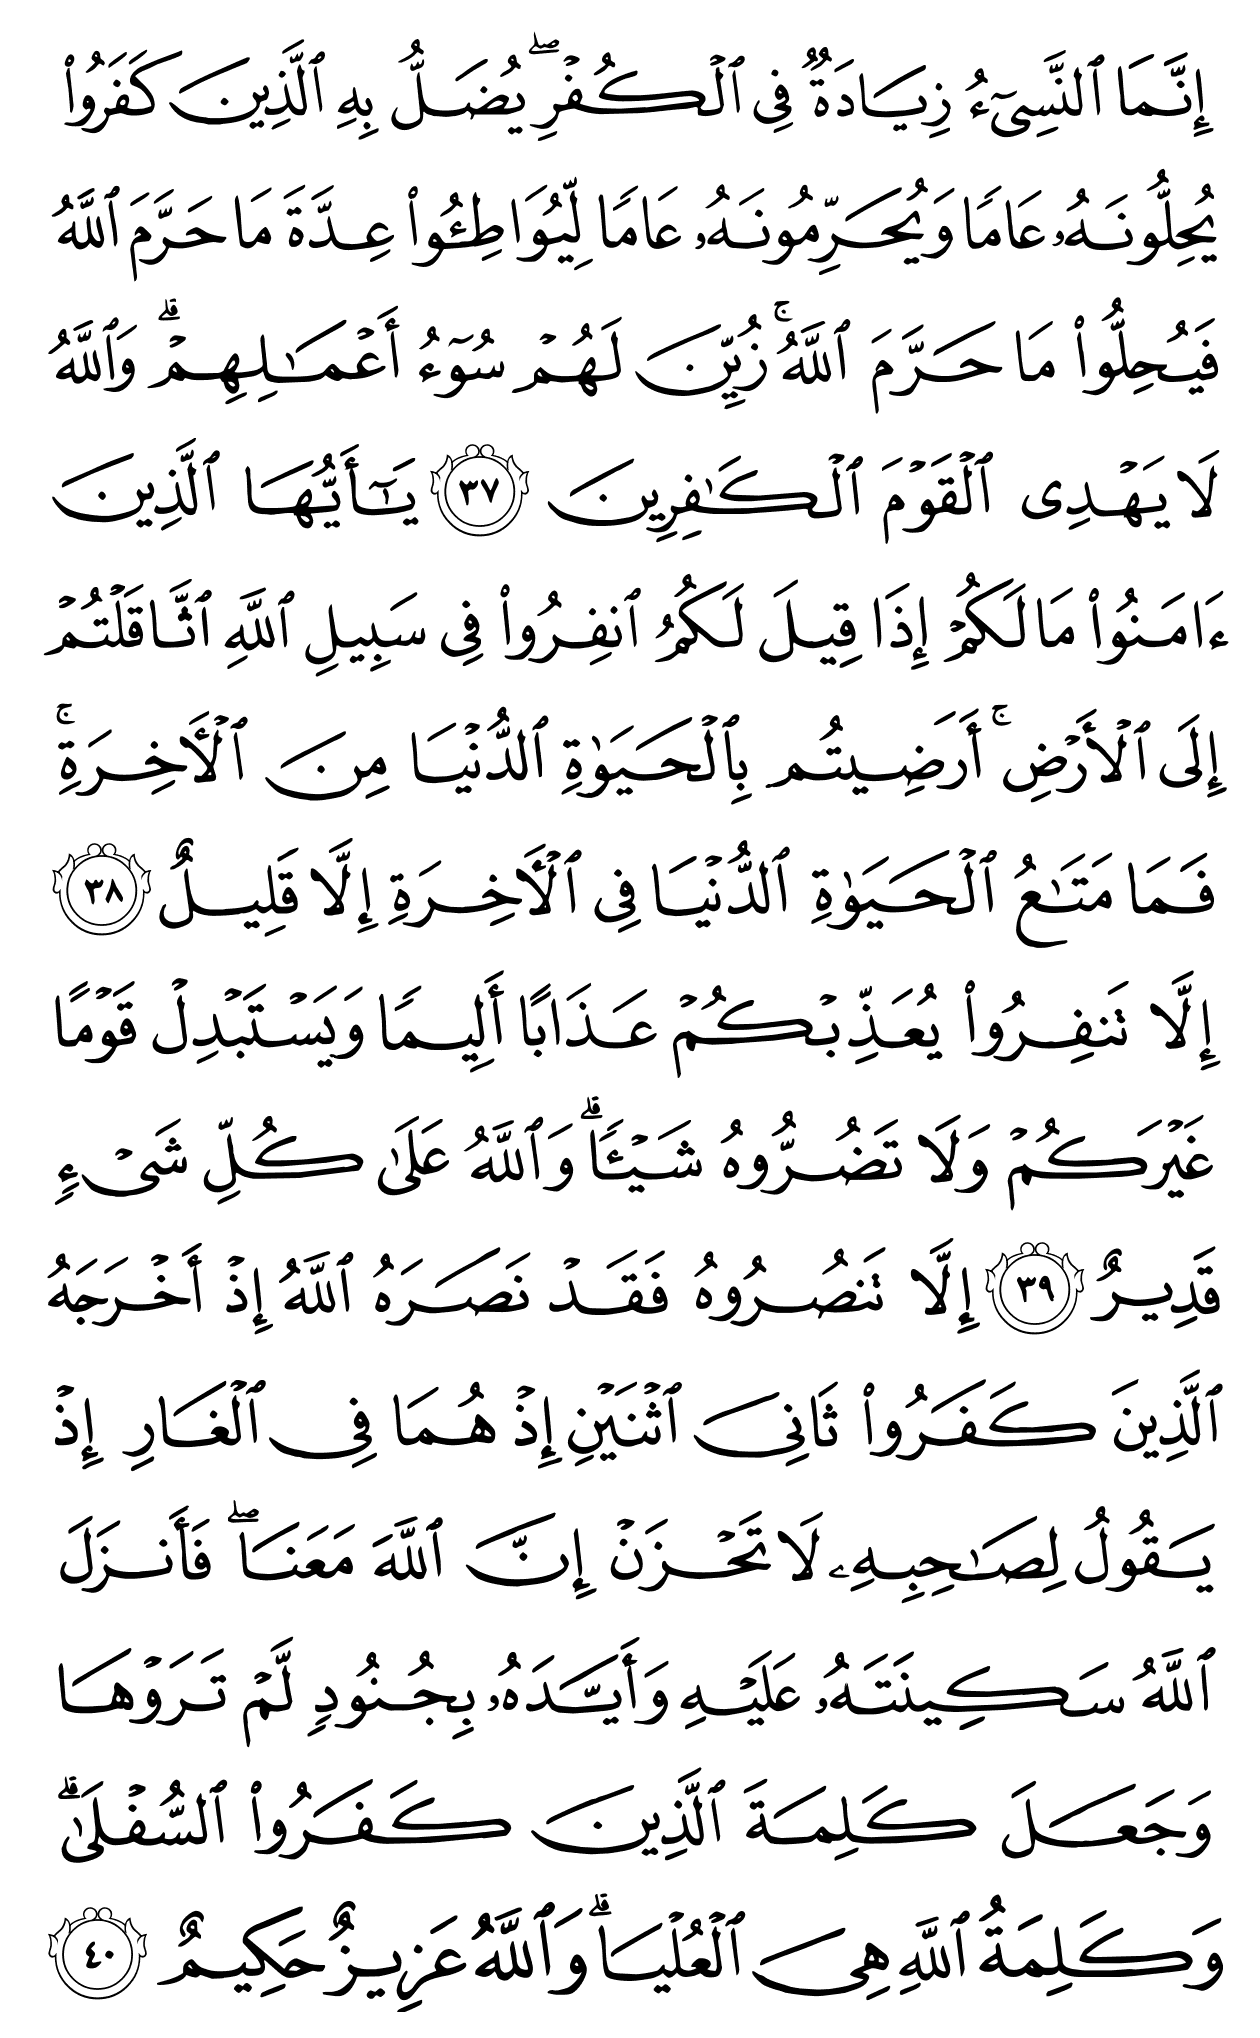 إِنَّمَا ٱلنَّسِىٓءُ زِيَادَةٌ فِى ٱلْكُفْرِ ۖ يُضَلُّ بِهِ ٱلَّذِينَ كَفَرُوا۟
يُحِلُّونَهُۥ عَامًا وَيُحَرِّمُونَهُۥ عَامًا لِّيُوَاطِـُٔوا۟ عِدَّةَ مَا حَرَّمَ ٱللَّهُ
فَيُحِلُّوا۟ مَا حَرَّمَ ٱللَّهُ ۚ زُيِّنَ لَهُمْ سُوٓءُ أَعْمَـٰلِهِمْ ۗ وَٱللَّهُ
لَا يَهْدِى ٱلْقَوْمَ ٱلْكَـٰفِرِينَ ٣٧ يَـٰٓأَيُّهَا ٱلَّذِينَ
ءَامَنُوا۟ مَا لَكُمْ إِذَا قِيلَ لَكُمُ ٱنفِرُوا۟ فِى سَبِيلِ ٱللَّهِ ٱثَّاقَلْتُمْ
إِلَى ٱلْأَرْضِ ۚ أَرَضِيتُم بِٱلْحَيَوٰةِ ٱلدُّنْيَا مِنَ ٱلْـَٔاخِرَةِ ۚ
فَمَا مَتَـٰعُ ٱلْحَيَوٰةِ ٱلدُّنْيَا فِى ٱلْـَٔاخِرَةِ إِلَّا قَلِيلٌ ٣٨
إِلَّا تَنفِرُوا۟ يُعَذِّبْكُمْ عَذَابًا أَلِيمًا وَيَسْتَبْدِلْ قَوْمًا
غَيْرَكُمْ وَلَا تَضُرُّوهُ شَيْـًٔا ۗ وَٱللَّهُ عَلَىٰ كُلِّ شَىْءٍ
قَدِيرٌ ٣٩ إِلَّا تَنصُرُوهُ فَقَدْ نَصَرَهُ ٱللَّهُ إِذْ أَخْرَجَهُ
ٱلَّذِينَ كَفَرُوا۟ ثَانِىَ ٱثْنَيْنِ إِذْ هُمَا فِى ٱلْغَارِ إِذْ
يَقُولُ لِصَـٰحِبِهِۦ لَا تَحْزَنْ إِنَّ ٱللَّهَ مَعَنَا ۖ فَأَنزَلَ
ٱللَّهُ سَكِينَتَهُۥ عَلَيْهِ وَأَيَّدَهُۥ بِجُنُودٍ لَّمْ تَرَوْهَا
وَجَعَلَ كَلِمَةَ ٱلَّذِينَ كَفَرُوا۟ ٱلسُّفْلَىٰ ۗ
وَكَلِمَةُ ٱللَّهِ هِىَ ٱلْعُلْيَا ۗ وَٱللَّهُ عَزِيزٌ حَكِيمٌ ٤٠